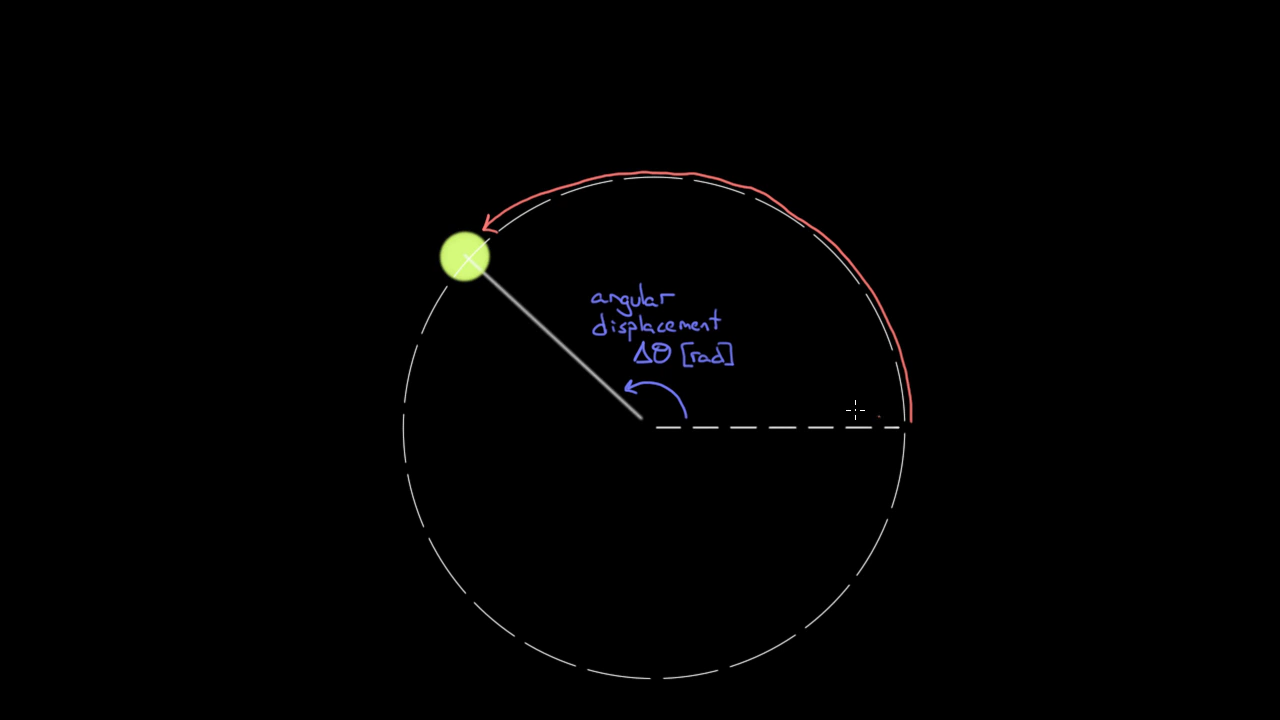 angular
displacement
Δθ [rad]